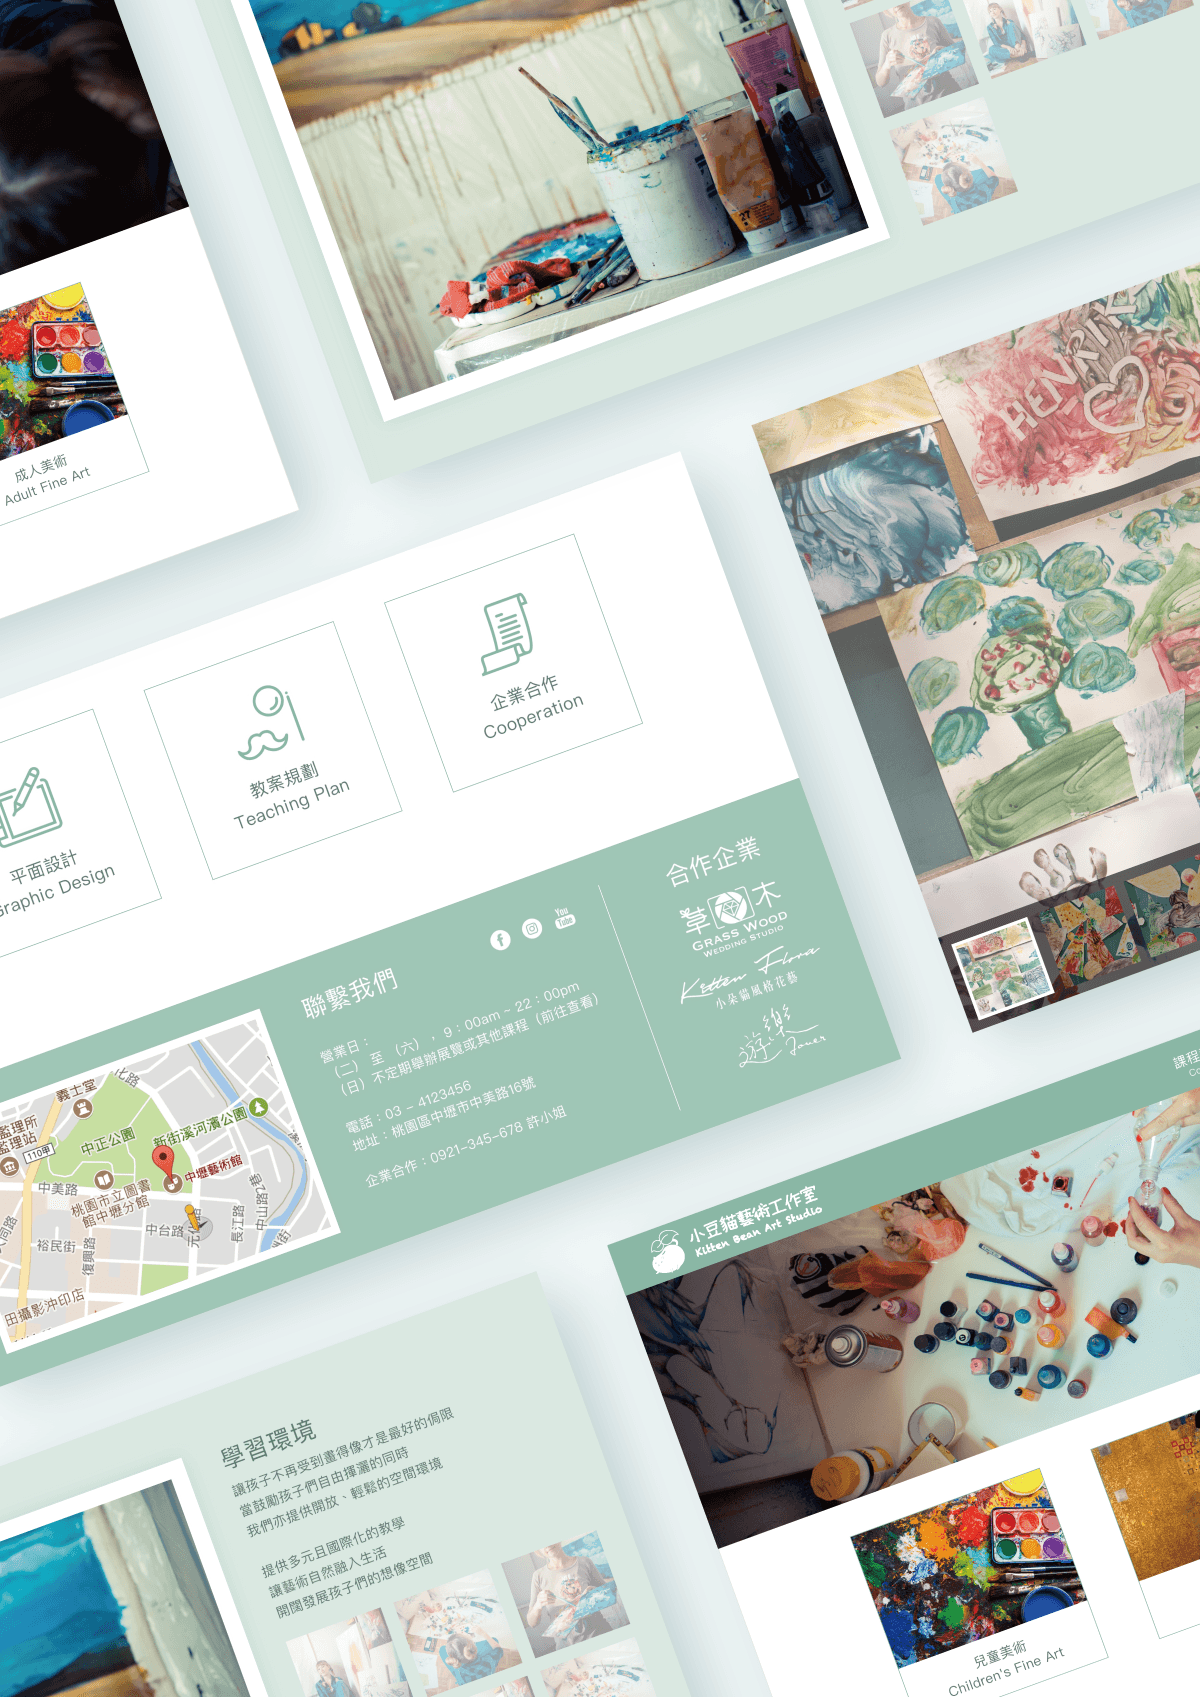 27
HENRIK
成人美術
Adult Fine Art
企業合作
Cooperation
教案規劃
Teaching Plan
平面設計
Graphic Design
合作企業
草木
GRASS WOOD
WEDDING STUDIO
Kitten Flora
小朵貓風格花藝
遊樂
You
Tube
聯繫我們
營業日：
（二） 至 （六），9：00am ~ 22：00pm
（日）不定期舉辦展覽或其他課程（前往查看）
電話：03 - 4123456
地址：桃園區中壢市中美路16號
企業合作：0921-345-678 許小姐
義士堂
化路
監理所
監理站
110甲
中正公園
新街溪河濱公園
中壢藝術館
中美路
桃園市立圖書
館中壢分館
中台路
元化路
長江路
中山路2巷
裕民街
復興路
田攝影沖印店
課程
小豆貓藝術工作室
Kitten Bean Art Studio
學習環境
讓孩子不再受到畫得像才是最好的侷限
當鼓勵孩子們自由揮灑的同時
我們亦提供開放、輕鬆的空間環境
提供多元且國際化的教學
讓藝術自然融入生活
開闊發展孩子們的想像空間
兒童美術
Children's Fine Art